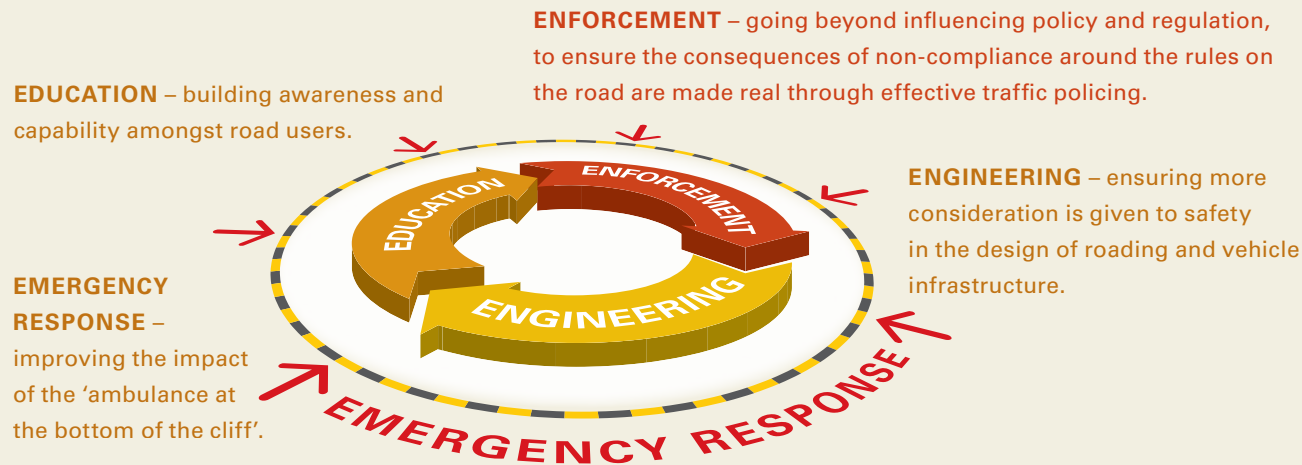 ENFORCEMENT – going beyond influencing policy and regulation,
to ensure the consequences of non-compliance around the rules on
the road are made real through effective traffic policing.
EDUCATION – building awareness and
capability amongst road users.
ENGINEERING – ensuring more
consideration is given to safety
in the design of roading and vehicle
infrastructure.
EMERGENCY
RESPONSE –
improving the impact
of the ‘ambulance at
the bottom of the cliff’.
EDUCATION
ENFORCEMENT
ENGINEERING
EMERGENCY RESPONSE